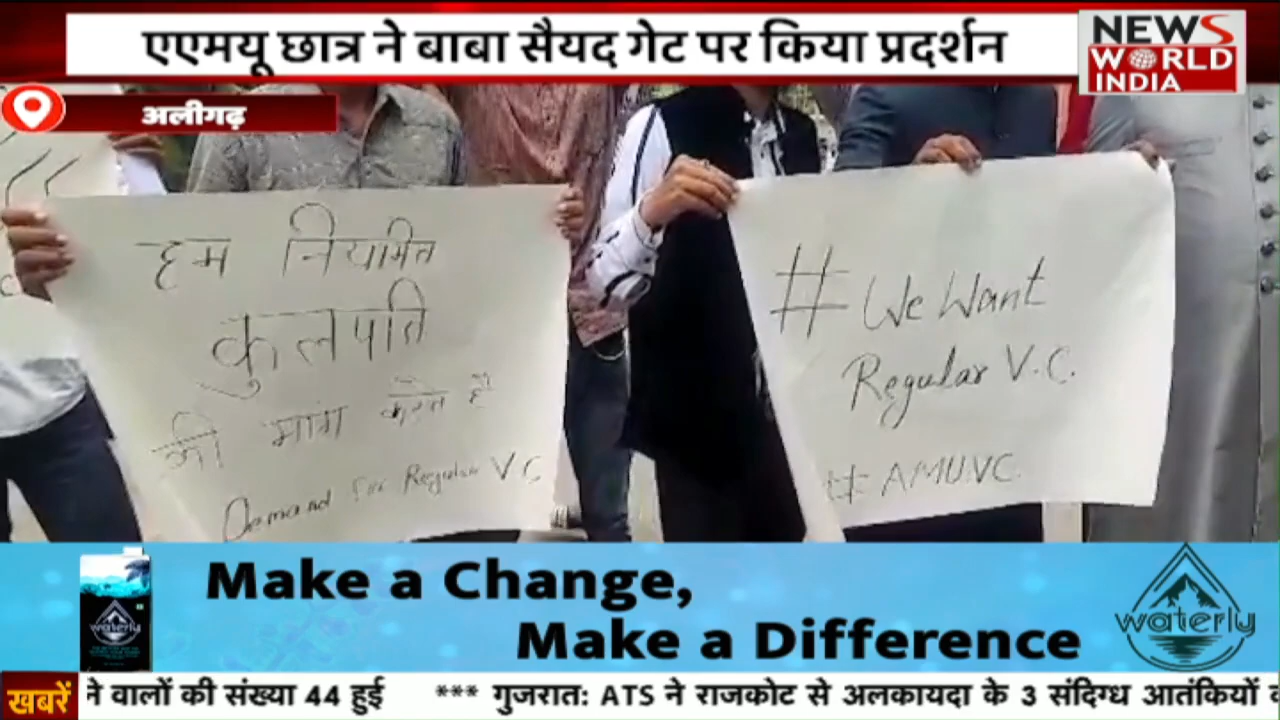 एएमयू छात्र ने बाबा सैयद गेट पर किया प्रदर्शन
NEWS
WORLD
INDIA
अलीगढ़
हम नियमित
कुलपति
की मांग करते है
Demand for Regular V.C
# We Want
Regular V.C.
# AMU.VC.
waterly
Make a Change,
Make a Difference
waterly
खबरें
ने वालों की संख्या 44 हुई *** गुजरात: ATS ने राजकोट से अलकायदा के 3 संदिग्ध आतंकियों